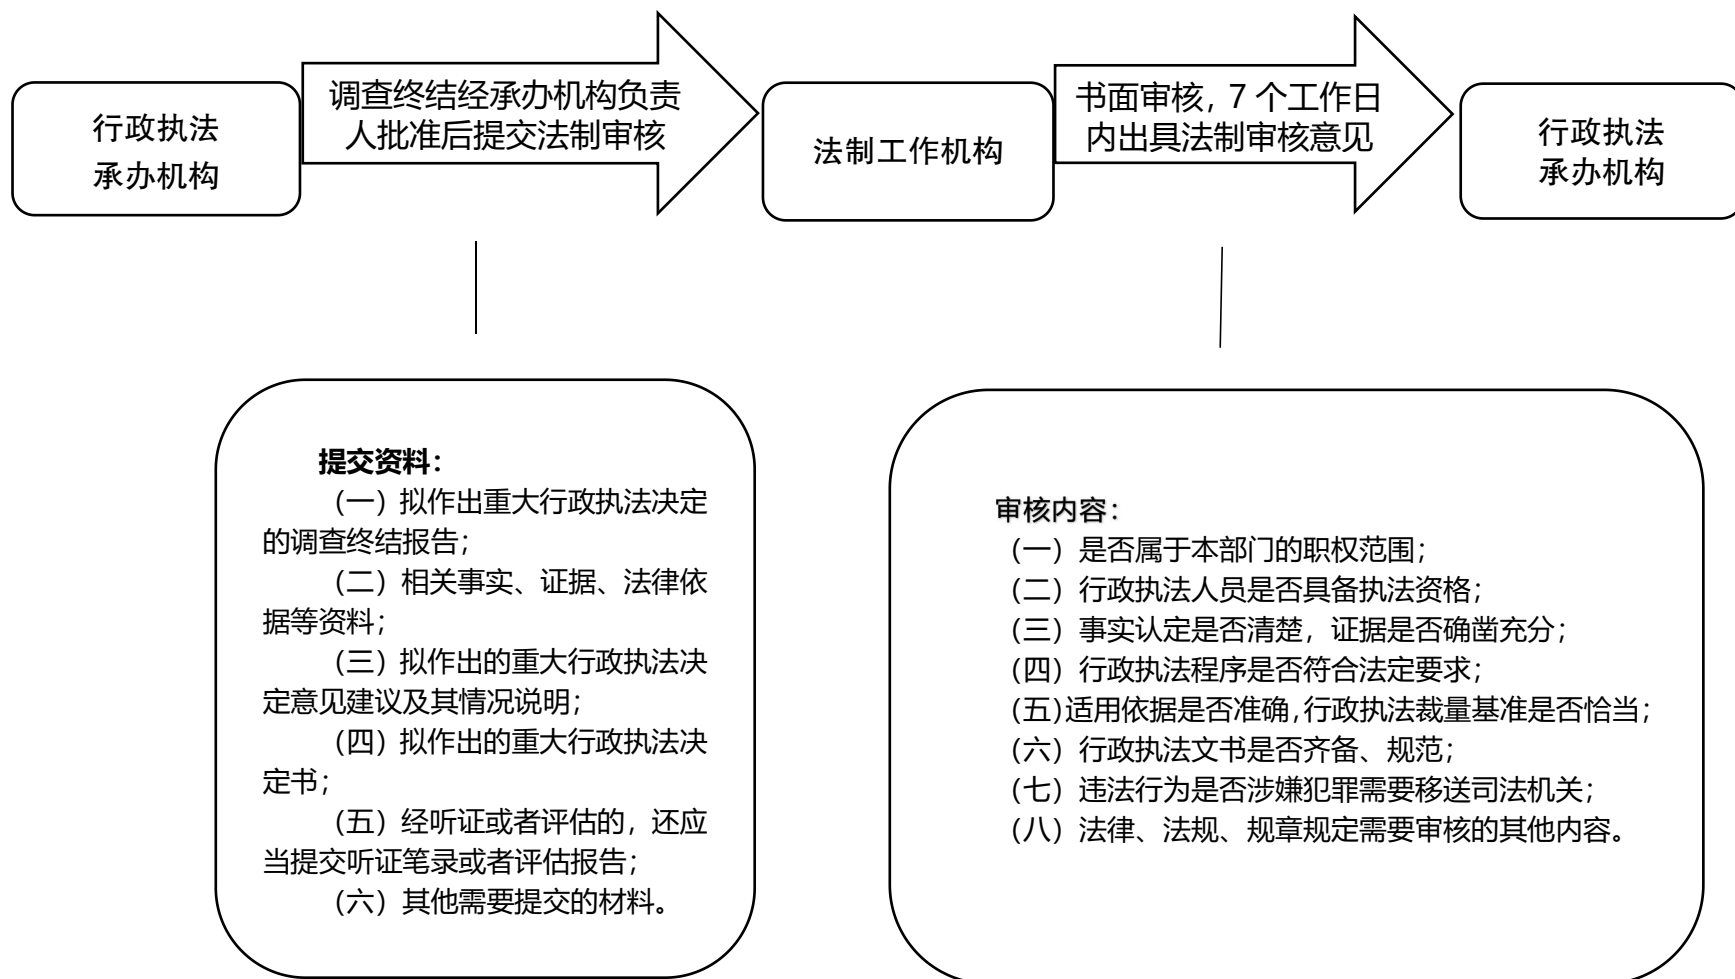 行政执法
承办机构
调查终结经承办机构负责
人批准后提交法制审核
法制工作机构
书面审核，7 个工作日
内出具法制审核意见
行政执法
承办机构
提交资料：
（一）拟作出重大行政执法决定
的调查终结报告；
（二）相关事实、证据、法律依
据等资料；
（三）拟作出的重大行政执法决
定意见建议及其情况说明；
（四）拟作出的重大行政执法决
定书；
（五）经听证或者评估的，还应
当提交听证笔录或者评估报告；
（六）其他需要提交的材料。
审核内容：
（一）是否属于本部门的职权范围；
（二）行政执法人员是否具备执法资格；
（三）事实认定是否清楚，证据是否确凿充分；
（四）行政执法程序是否符合法定要求；
（五）适用依据是否准确，行政执法裁量基准是否恰当；
（六）行政执法文书是否齐备、规范；
（七）违法行为是否涉嫌犯罪需要移送司法机关；
（八）法律、法规、规章规定需要审核的其他内容。